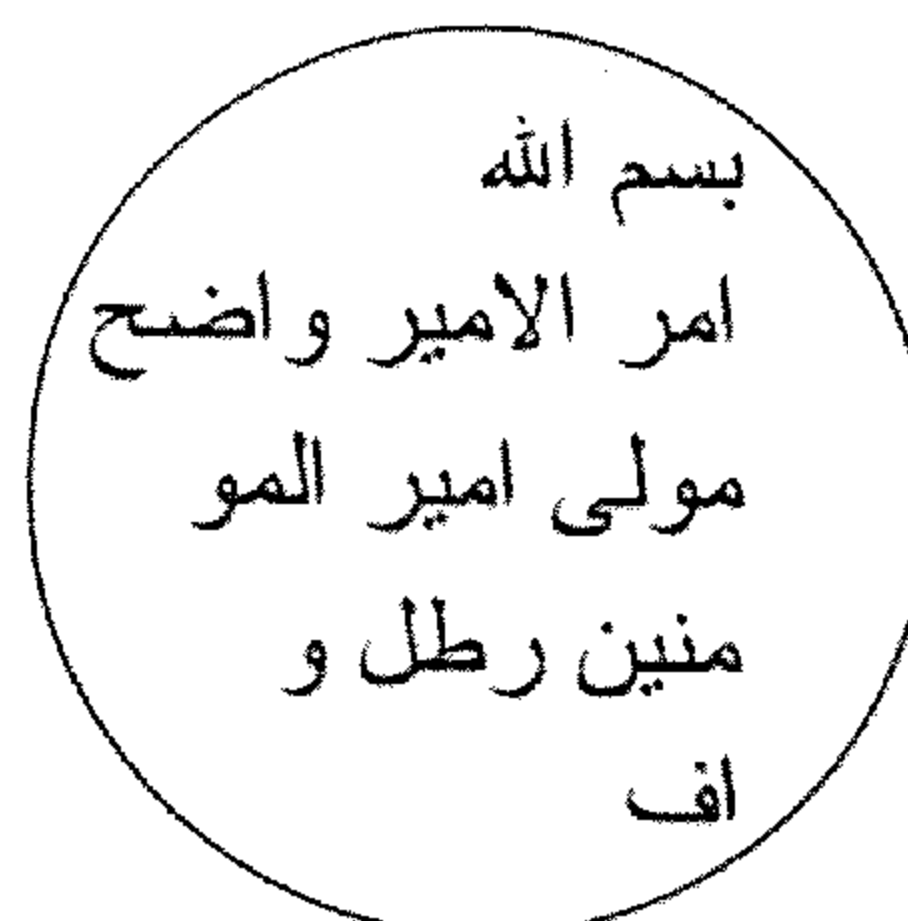 بسم الله
امر الامير واضح
مولى امير المو
منين رطل و
اف